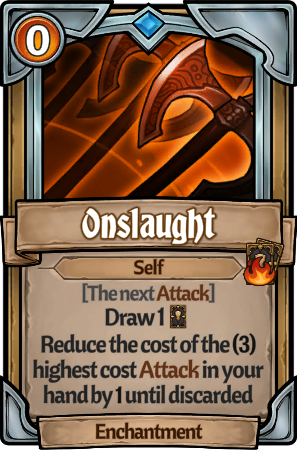 0
Onslaught
Self
[The next Attack]
Draw 1
Reduce the cost of the (3)
highest cost Attack in your
hand by 1 until discarded
Enchantment